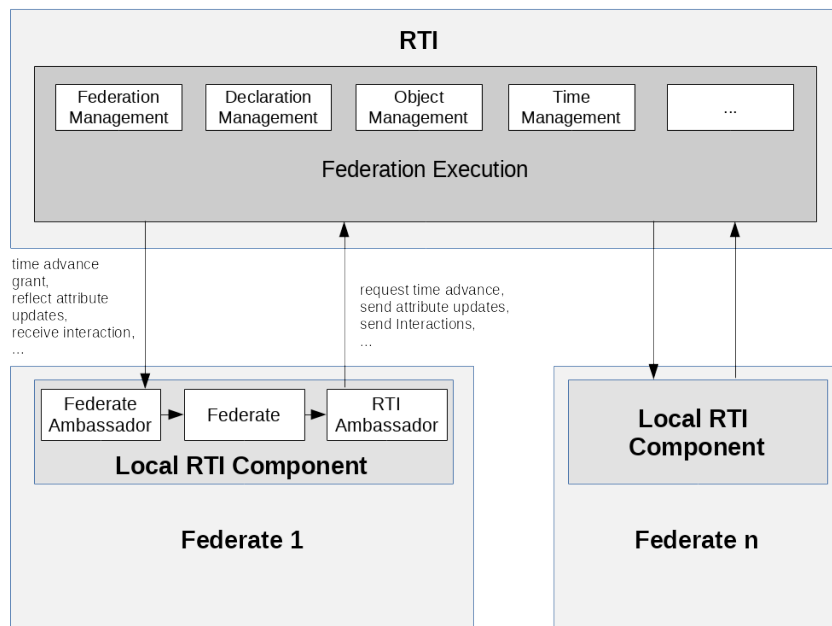 RTI
Federation
Management
Declaration
Management
Object
Management
Time
Management
...
Federation Execution
time advance
grant,
reflect attribute
updates,
receive interaction,
...
request time advance,
send attribute updates,
send Interactions,
...
Federate
Ambassador
Federate
RTI
Ambassador
Local RTI Component
Federate 1
Local RTI
Component
Federate n